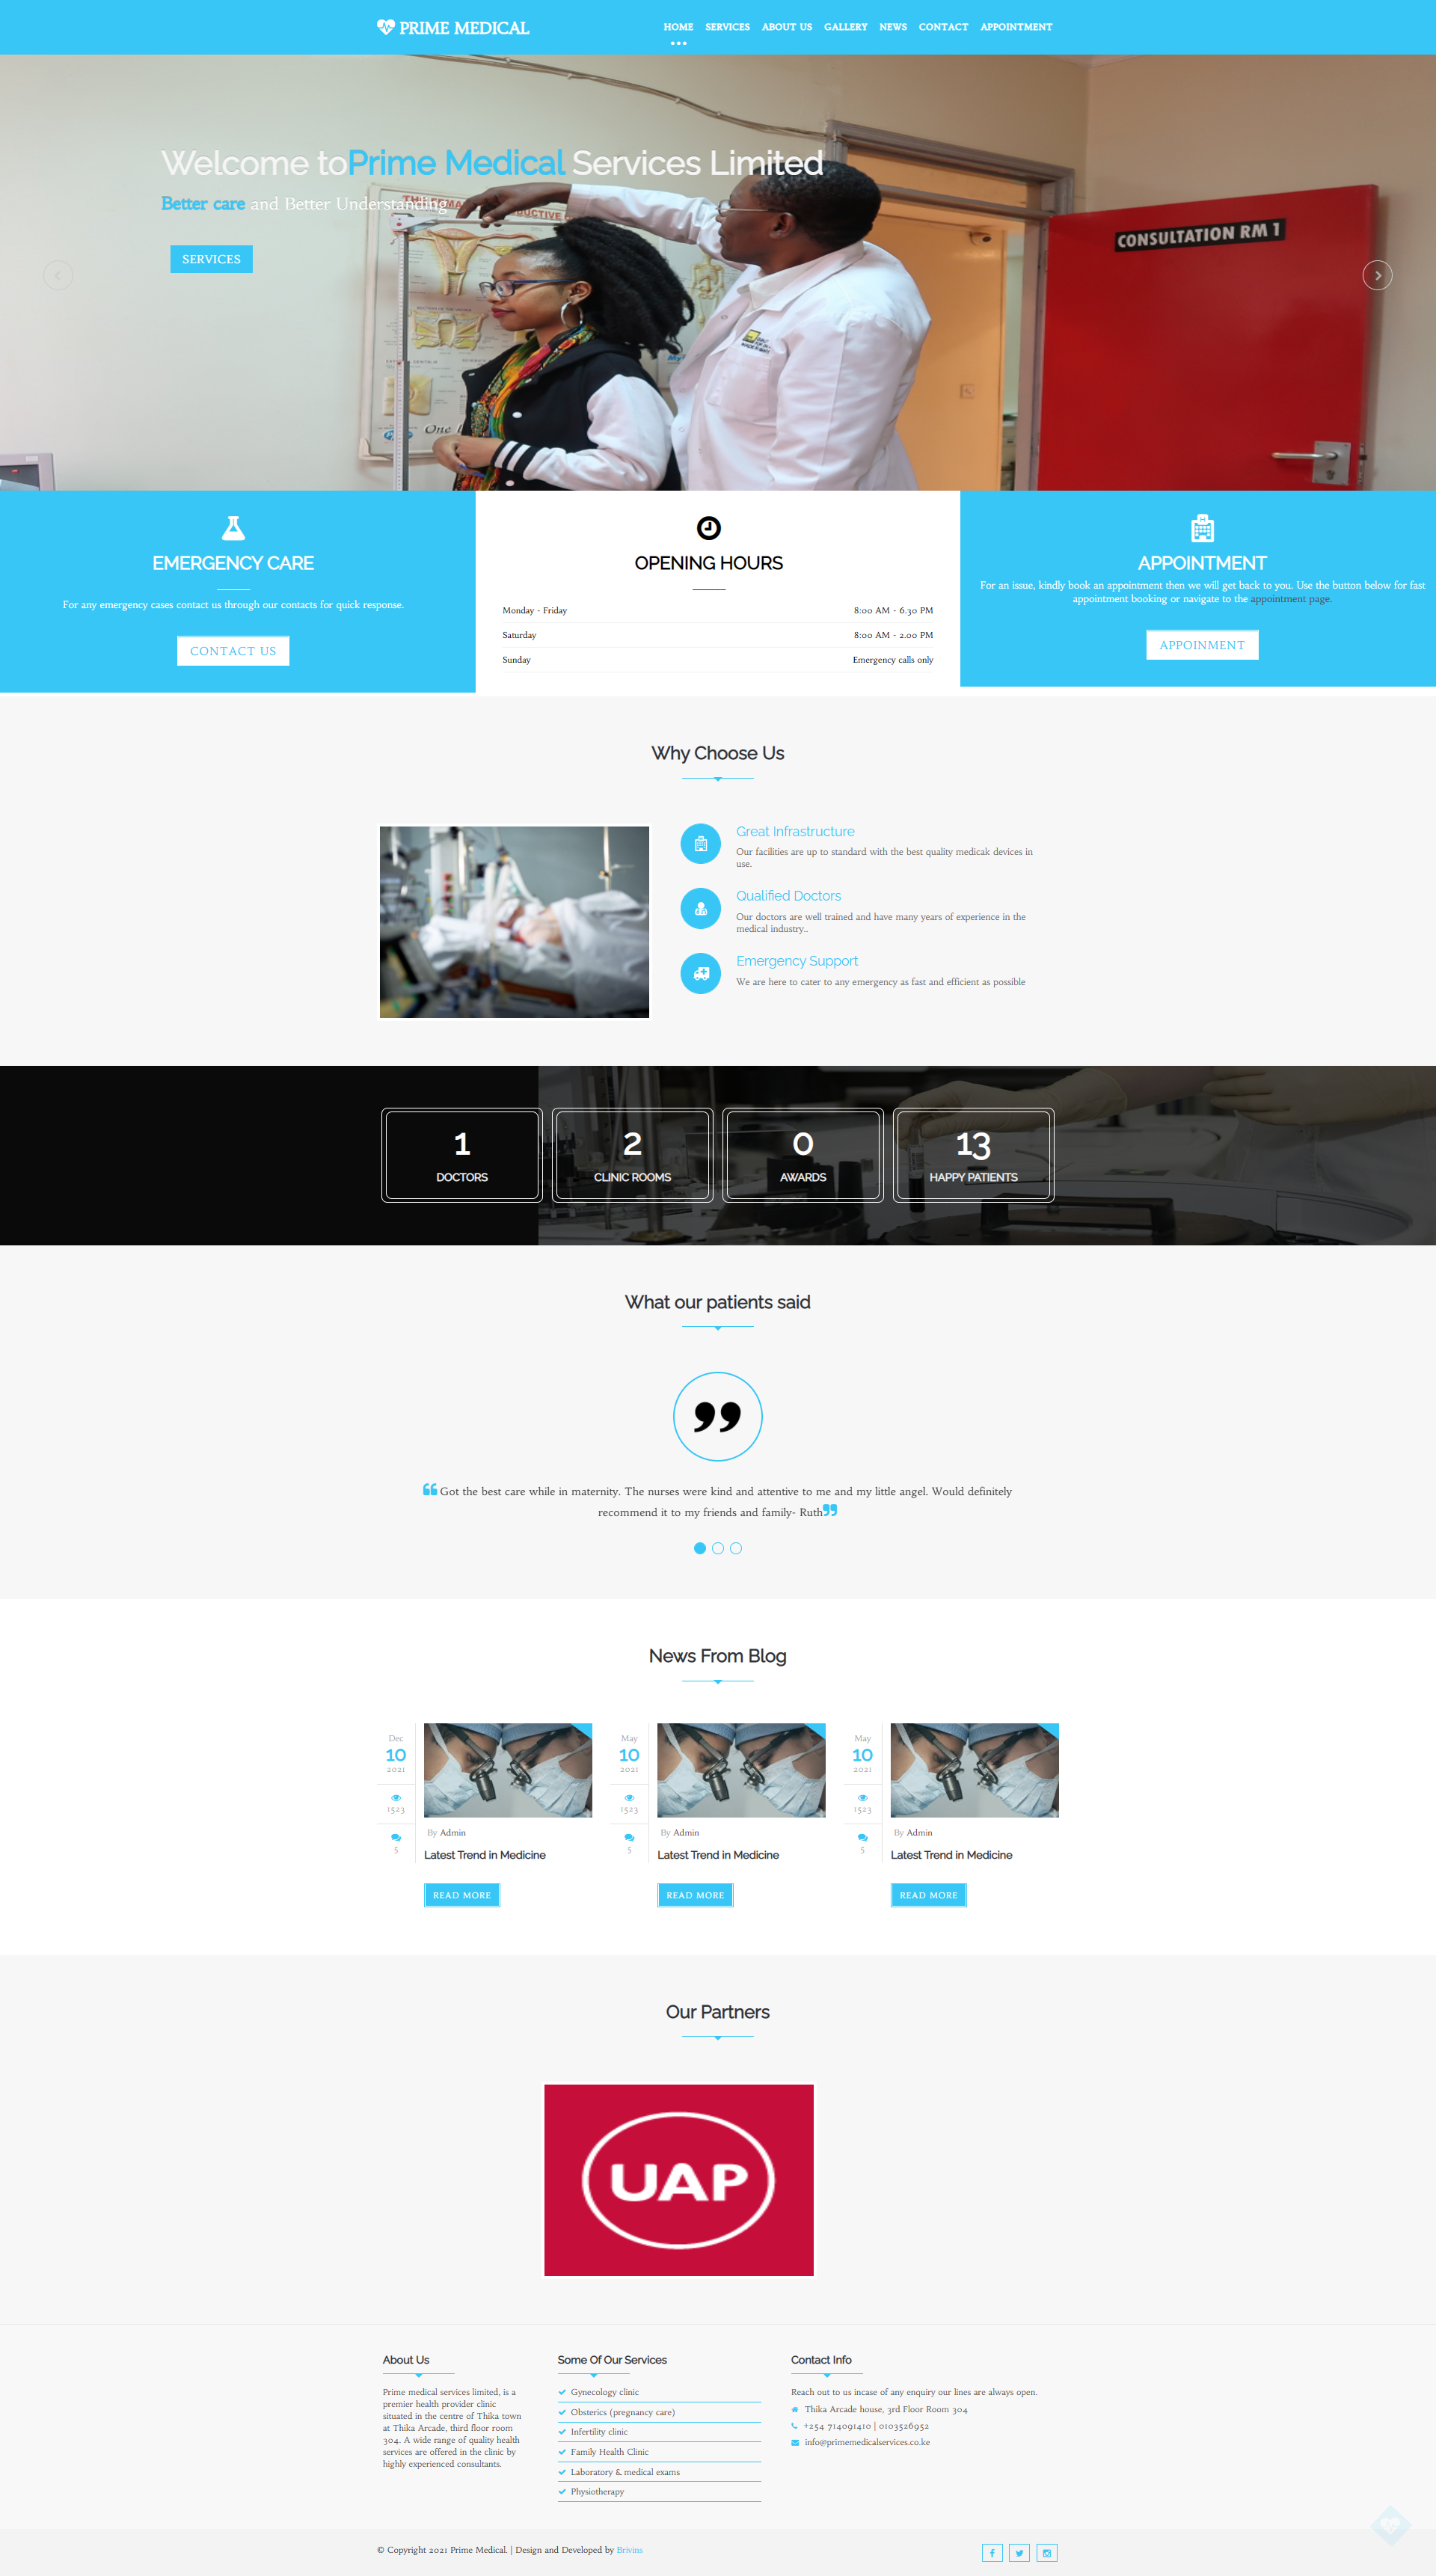 PRIME MEDICAL
HOME SERVICES ABOUT US GALLERY NEWS CONTACT APPOINTMENT
Welcome toPrime Medical Services Limited
Better care and Better Understanding
SERVICES
CONSULTATION RM 1
One
EMERGENCY CARE
For any emergency cases contact us through our contacts for quick response.
CONTACT US
OPENING HOURS
Monday - Friday 8:00 AM - 6.30 PM
Saturday 8:00 AM - 2.00 PM
Sunday Emergency calls only
APPOINTMENT
For an issue, kindly book an appointment then we will get back to you. Use the button below for fast
appointment booking or navigate to the appointment page.
APPOINMENT
Why Choose Us
Great Infrastructure
Our facilities are up to standard with the best quality medicak devices in
use.
Qualified Doctors
Our doctors are well trained and have many years of experience in the
medical industry..
Emergency Support
We are here to cater to any emergency as fast and efficient as possible
1 2 0 13
DOCTORS CLINIC ROOMS AWARDS HAPPY PATIENTS
What our patients said
Got the best care while in maternity. The nurses were kind and attentive to me and my little angel. Would definitely
recommend it to my friends and family- Ruth
News From Blog
Dec
10
2021
1523
5
By Admin
Latest Trend in Medicine
READ MORE
May
10
2021
1523
5
By Admin
Latest Trend in Medicine
READ MORE
May
10
2021
1523
5
By Admin
Latest Trend in Medicine
READ MORE
Our Partners
UAP
About Us
Prime medical services limited, is a
premier health provider clinic
situated in the centre of Thika town
at Thika Arcade, third floor room
304. A wide range of quality health
services are offered in the clinic by
highly experienced consultants.
Some Of Our Services
Gynecology clinic
Obsterics (pregnancy care)
Infertility clinic
Family Health Clinic
Laboratory & medical exams
Physiotherapy
Contact Info
Reach out to us incase of any enquiry our lines are always open.
Thika Arcade house, 3rd Floor Room 304
+254 714091410 | 0103526952
info@primemedicalservices.co.ke
© Copyright 2021 Prime Medical. | Design and Developed by Brivins